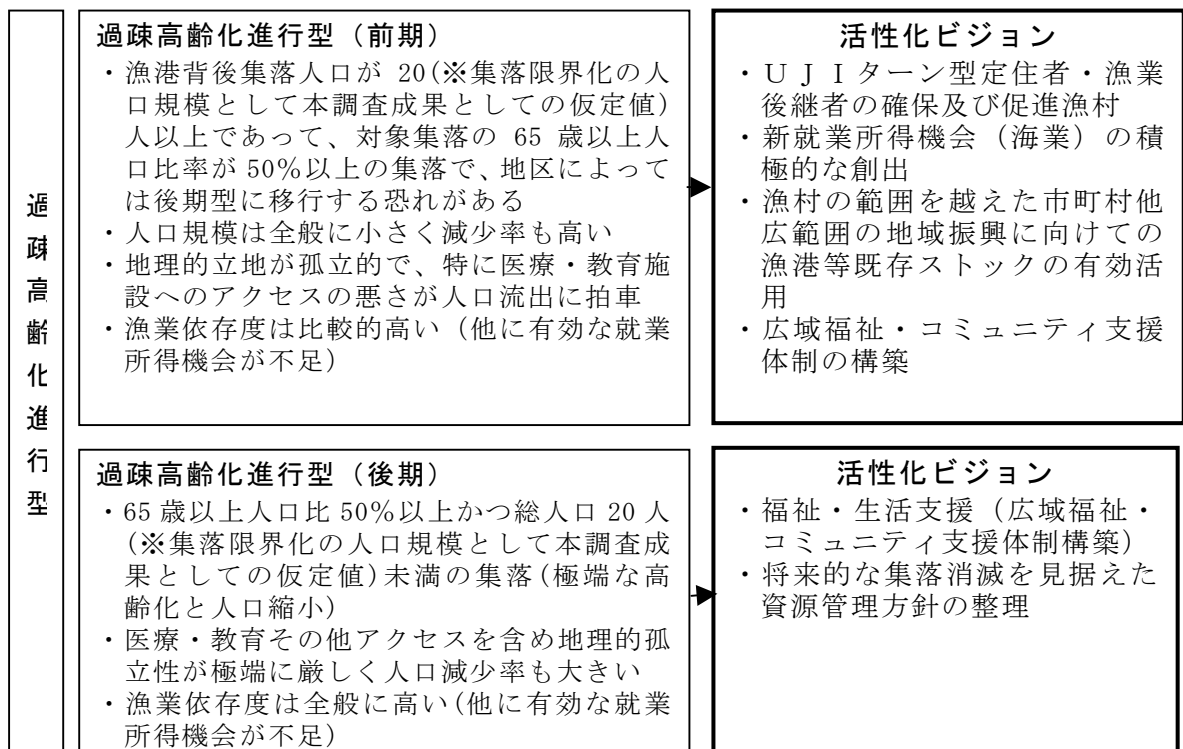 過疎高齢化進行型
過疎高齢化進行型（前期）
・漁港背後集落人口が 20(※集落限界化の人
口規模として本調査成果としての仮定値)
人以上であって、対象集落の 65 歳以上人
口比率が 50％以上の集落で、地区によって
は後期型に移行する恐れがある
・人口規模は全般に小さく減少率も高い
・地理的立地が孤立的で、特に医療・教育施
設へのアクセスの悪さが人口流出に拍車
・漁業依存度は比較的高い（他に有効な就業
所得機会が不足）
活性化ビジョン
・ＵＪＩターン型定住者・漁業
後継者の確保及び促進漁村
・新就業所得機会（海業）の積
極的な創出
・漁村の範囲を越えた市町村他
広範囲の地域振興に向けての
漁港等既存ストックの有効活
用
・広域福祉・コミュニティ支援
体制の構築
過疎高齢化進行型（後期）
・65 歳以上人口比 50％以上かつ総人口 20 人
(※集落限界化の人口規模として本調査成
果としての仮定値)未満の集落(極端な高
齢化と人口縮小)
・医療・教育その他アクセスを含め地理的孤
立性が極端に厳しく人口減少率も大きい
・漁業依存度は全般に高い(他に有効な就業
所得機会が不足)
活性化ビジョン
・福祉・生活支援（広域福祉・
コミュニティ支援体制構築）
・将来的な集落消滅を見据えた
資源管理方針の整理